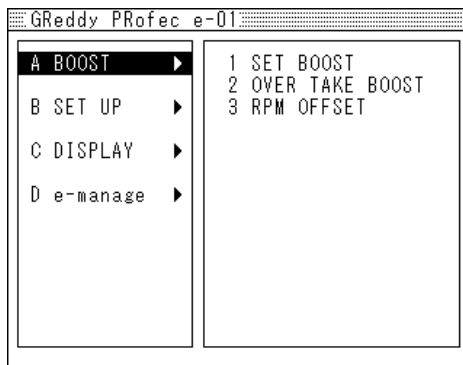 GReddy PRofec e-01
A BOOST
B SET UP
C DISPLAY
D e-manage
1 SET BOOST
2 OVER TAKE BOOST
3 RPM OFFSET